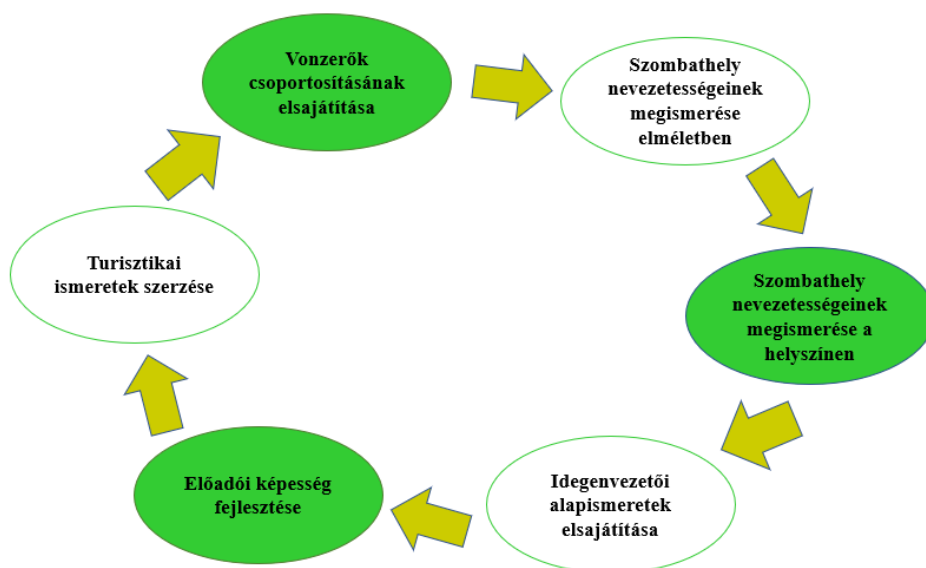 Vonzerők
csoportosításának
elsajátítása
Szombathely
nevezetességeinek
megismerése
elméletben
Szombathely
nevezetességeinek
megismerése a
helyszínen
Idegenvezetői
alapismeretek
elsajátítása
Előadói képesség
fejlesztése
Turisztikai
ismeretek szerzése